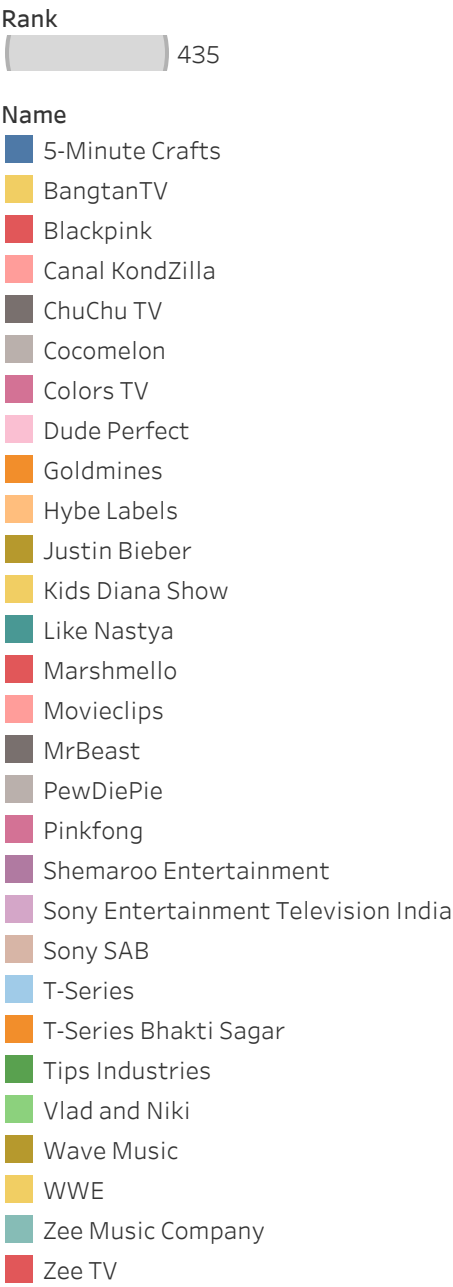 Rank
435
Name
5-Minute Crafts
BangtanTV
Blackpink
Canal KondZilla
ChuChu TV
Cocomelon
Colors TV
Dude Perfect
Goldmines
Hybe Labels
Justin Bieber
Kids Diana Show
Like Nastya
Marshmello
Movieclips
MrBeast
PewDiePie
Pinkfong
Shemaroo Entertainment
Sony Entertainment Television India
Sony SAB
T-Series
T-Series Bhakti Sagar
Tips Industries
Vlad and Niki
Wave Music
WWE
Zee Music Company
Zee TV